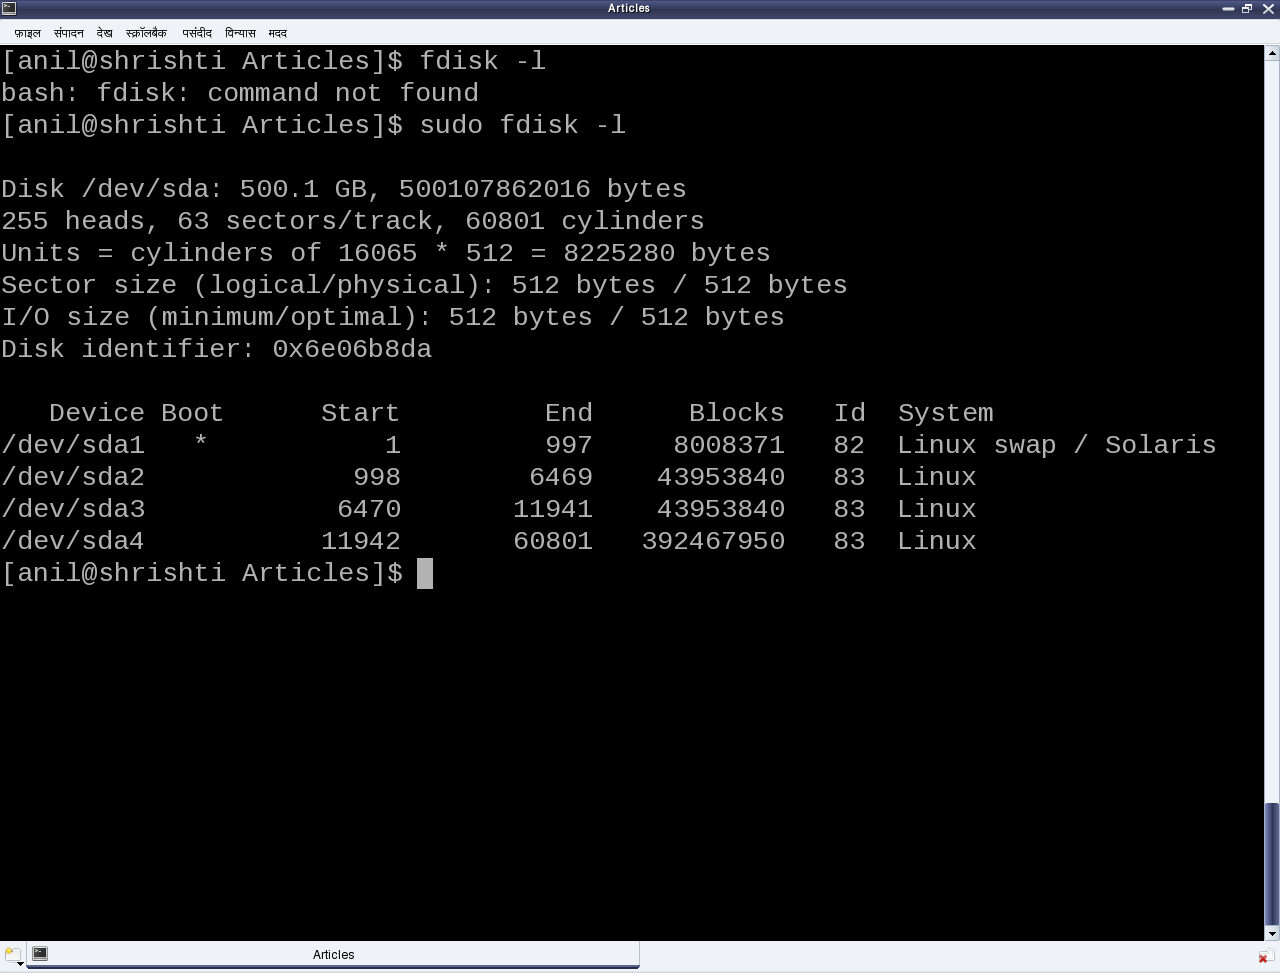 Articles
फ़ाइल संपादन देख स्क्रॉलबैक पसंदीद विन्यास मदद
[anil@shrishti Articles]$ fdisk -l
bash: fdisk: command not found
[anil@shrishti Articles]$ sudo fdisk -l
Disk /dev/sda: 500.1 GB, 500107862016 bytes
255 heads, 63 sectors/track, 60801 cylinders
Units = cylinders of 16065 * 512 = 8225280 bytes
Sector size (logical/physical): 512 bytes / 512 bytes
I/O size (minimum/optimal): 512 bytes / 512 bytes
Disk identifier: 0x6e06b8da
   Device Boot      Start         End      Blocks   Id  System
/dev/sda1   *           1         997     8008371   82  Linux swap / Solaris
/dev/sda2             998        6469    43953840   83  Linux
/dev/sda3            6470       11941    43953840   83  Linux
/dev/sda4           11942       60801   392467950   83  Linux
[anil@shrishti Articles]$
Articles